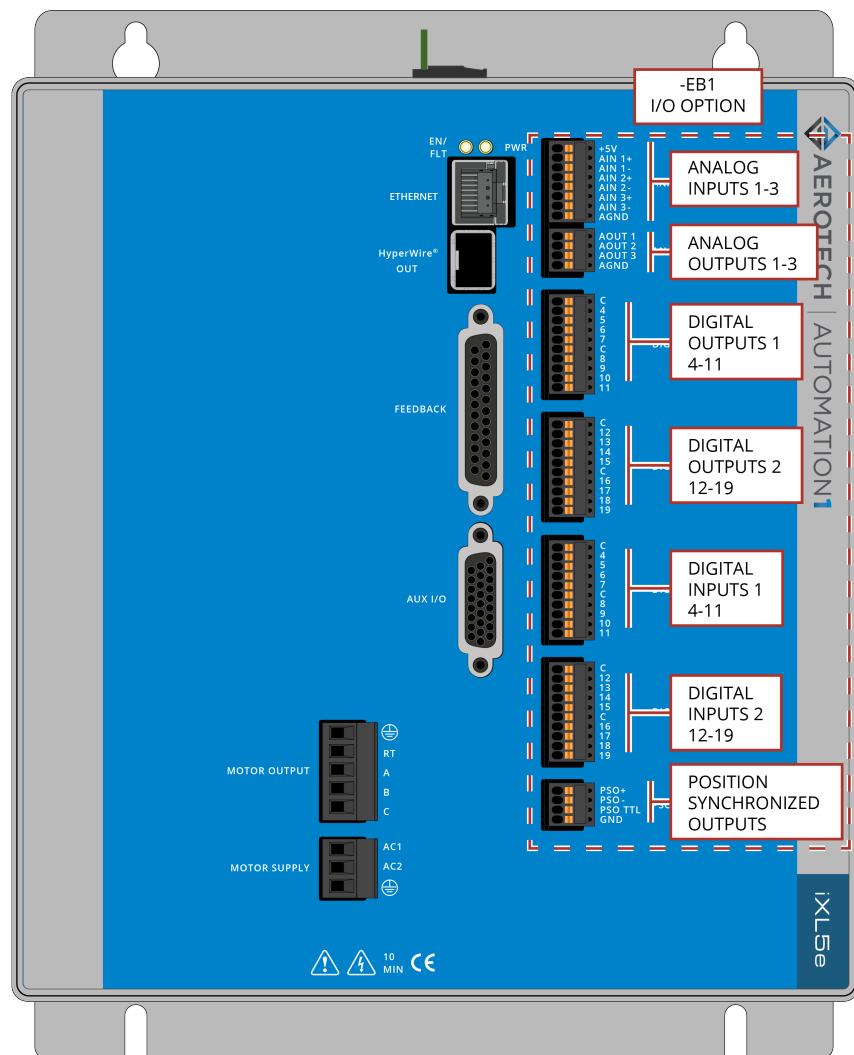 -EB1
I/O OPTION
EN/
FLT
PWR
ETHERNET
HyperWire®
OUT
FEEDBACK
AUX I/O
MOTOR OUTPUT
RT
A
B
C
MOTOR SUPPLY
AC1
AC2
10
MIN
CE
+5V
AIN 1+
AIN 1-
AIN 2+
AIN 2-
AIN 3+
AIN 3-
AGND
ANALOG
INPUTS 1-3
AOUT 1
AOUT 2
AOUT 3
AGND
ANALOG
OUTPUTS 1-3
C
4
5
6
7
C
8
9
10
11
DIGITAL
OUTPUTS 1
4-11
C
12
13
14
15
C
16
17
18
19
DIGITAL
OUTPUTS 2
12-19
C
4
5
6
7
C
8
9
10
11
DIGITAL
INPUTS 1
4-11
C
12
13
14
15
C
16
17
18
19
DIGITAL
INPUTS 2
12-19
PSO+
PSO-
PSO TTL
GND
POSITION
SYNCHRONIZED
OUTPUTS
AEROTECH | AUTOMATION1
iXL5e